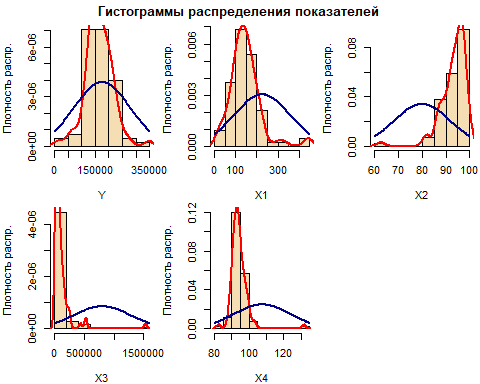 Гистограммы распределения показателей
Плотность распр.
0e+00 3e-06 6e-06
0 150000 350000
Y
Плотность распр.
0.000 0.003 0.006
0 100 300
X1
Плотность распр.
0.00 0.04 0.08
60 70 80 90 100
X2
Плотность распр.
0e+00 2e-06 4e-06
0 500000 1500000
X3
Плотность распр.
0.00 0.04 0.08 0.12
80 100 120
X4